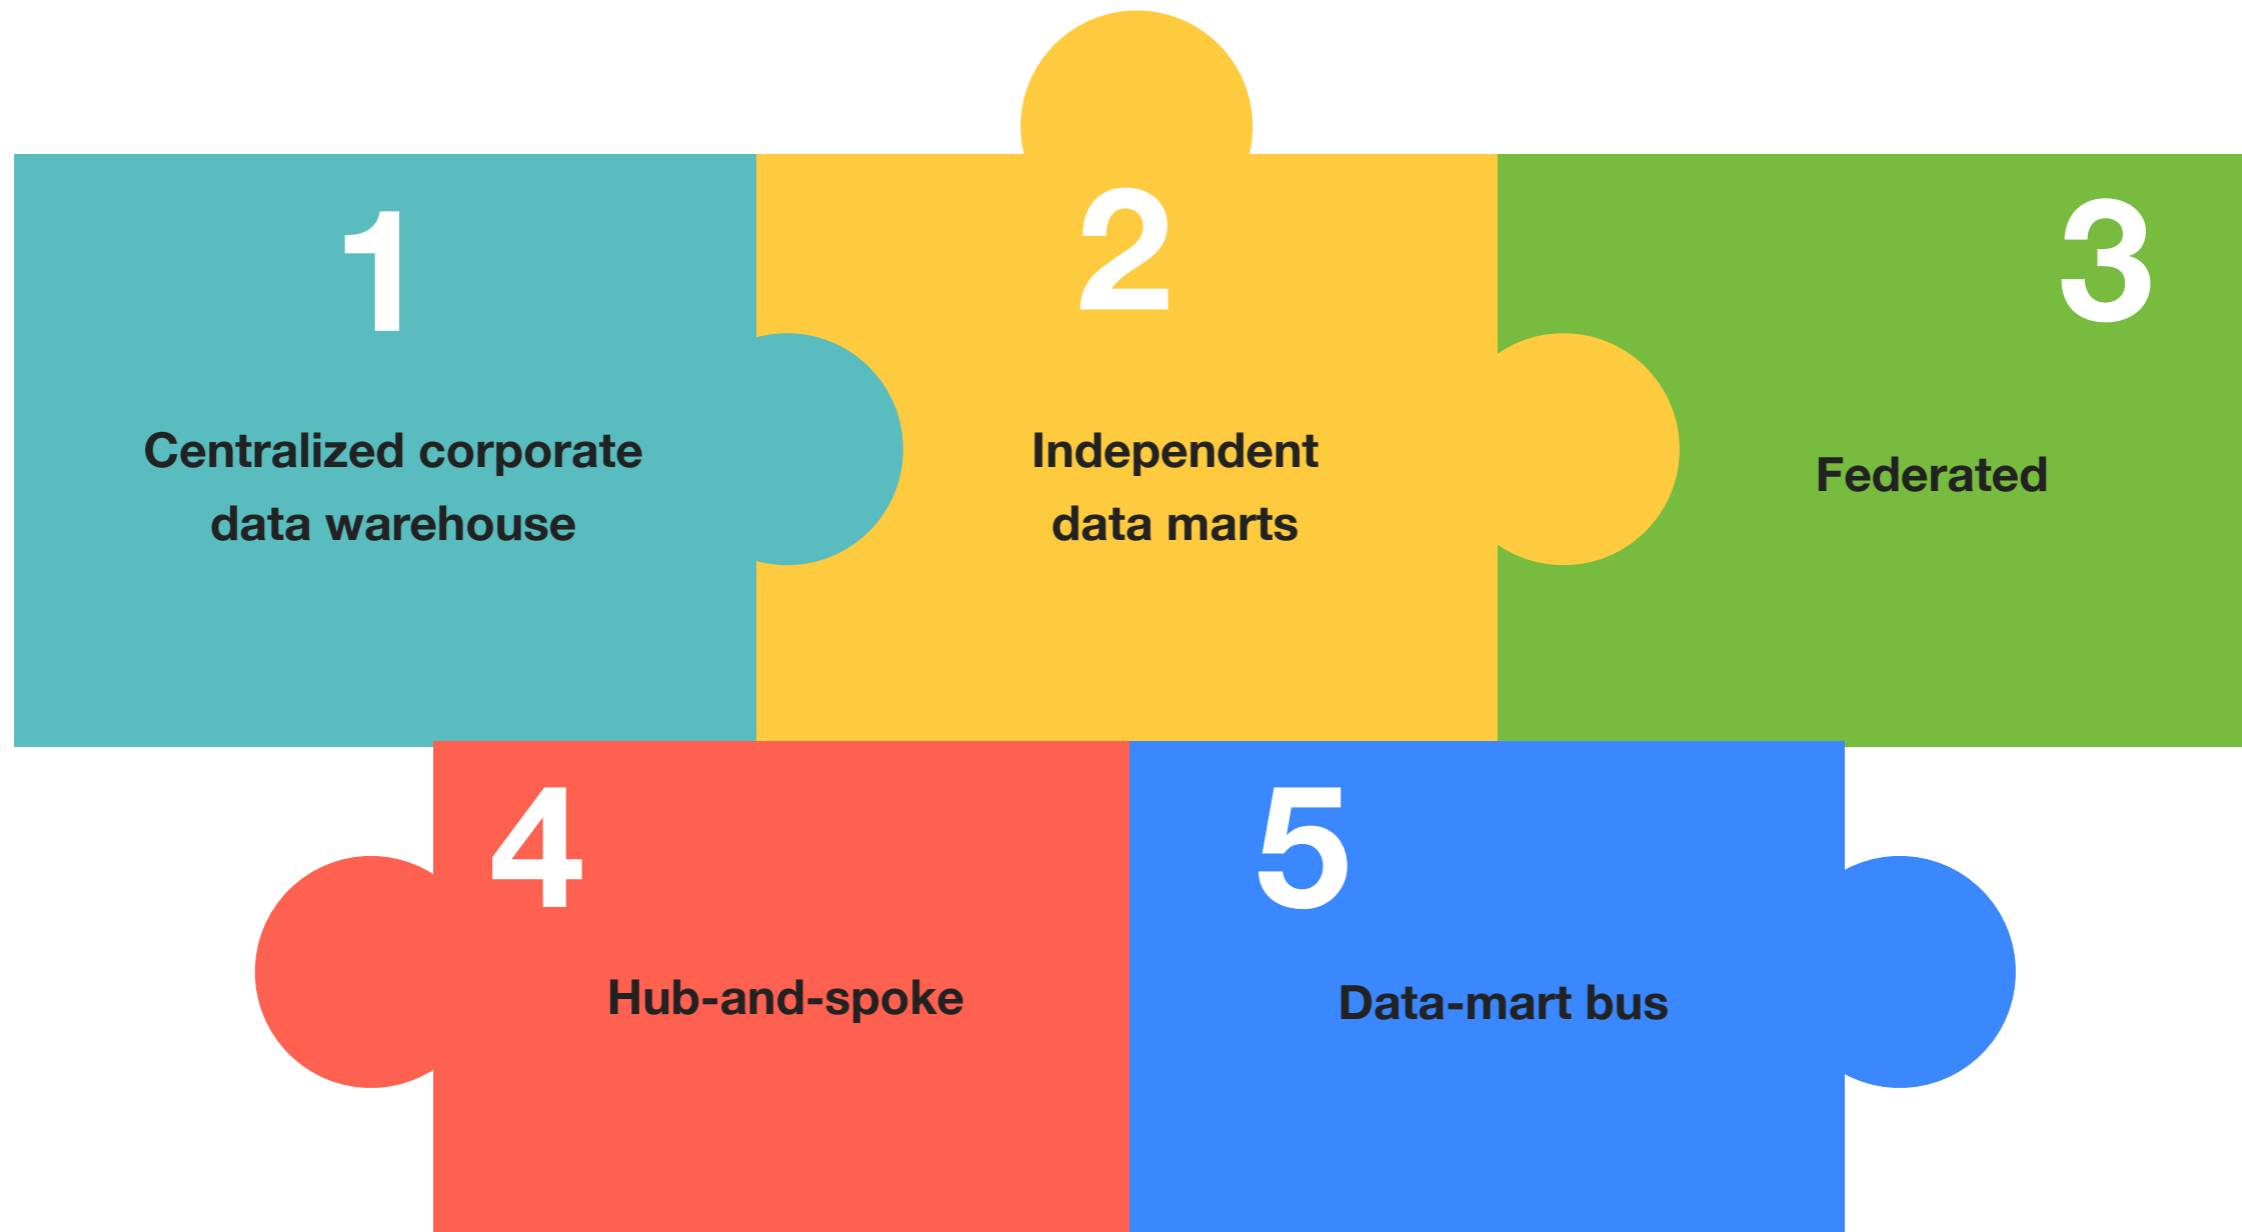 1
Centralized corporate
data warehouse
2
Independent
data marts
3
Federated
4
Hub-and-spoke
5
Data-mart bus